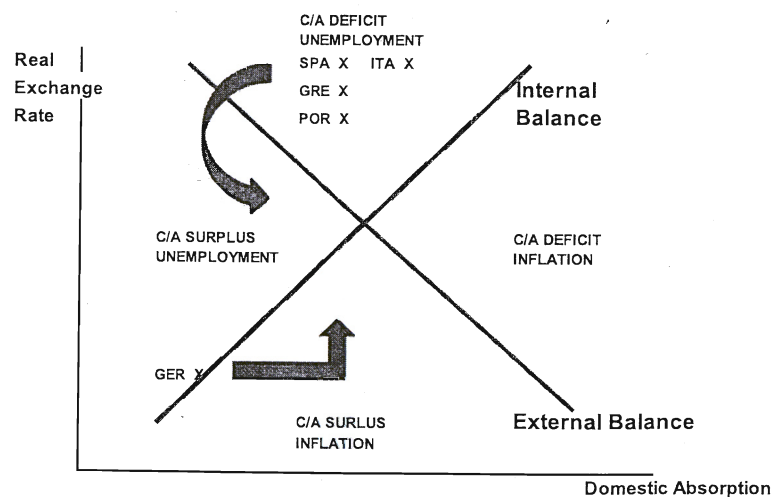 C/A DEFICIT
UNEMPLOYMENT
SPA X ITA X
GRE X
POR X
Real
Exchange
Rate
Internal
Balance
C/A SURPLUS
UNEMPLOYMENT
C/A DEFICIT
INFLATION
GER X
C/A SURLUS
INFLATION
External Balance
Domestic Absorption